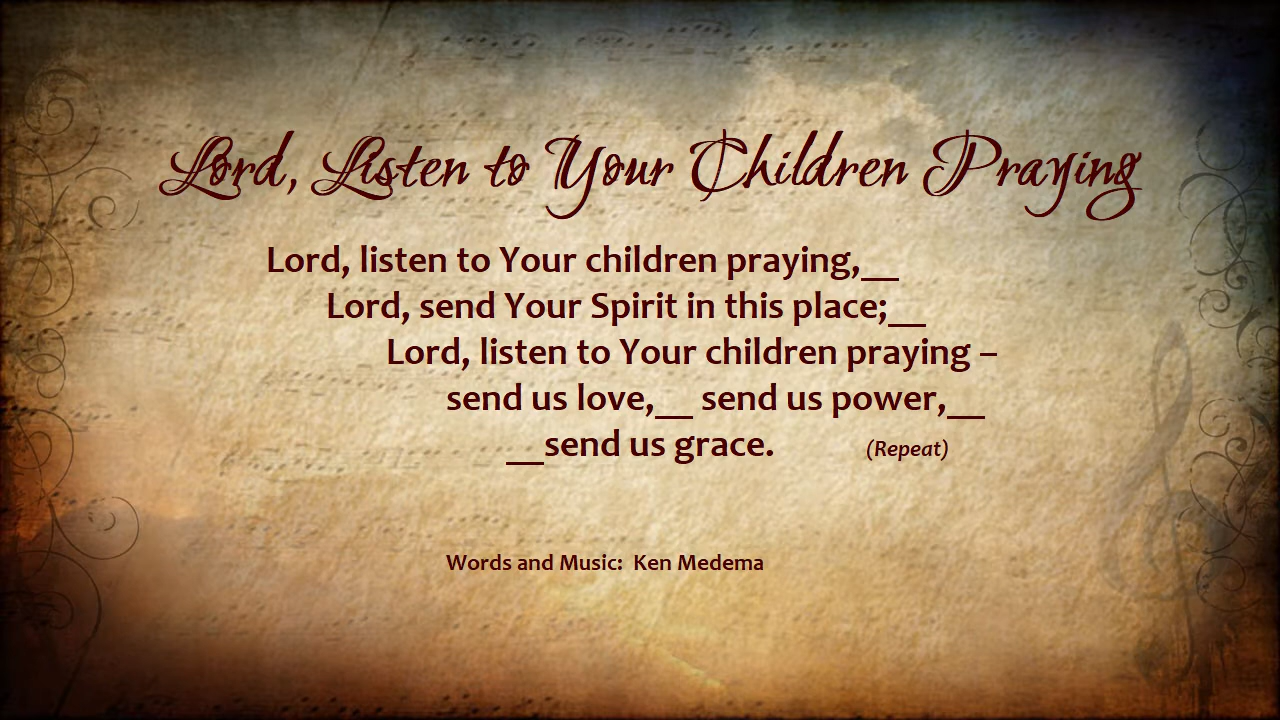 Lord, Listen to Your Children Praying
Lord, listen to Your children praying,__
Lord, send Your Spirit in this place;__
Lord, listen to Your children praying –
send us love,__ send us power,__
__send us grace. (Repeat)
Words and Music: Ken Medema